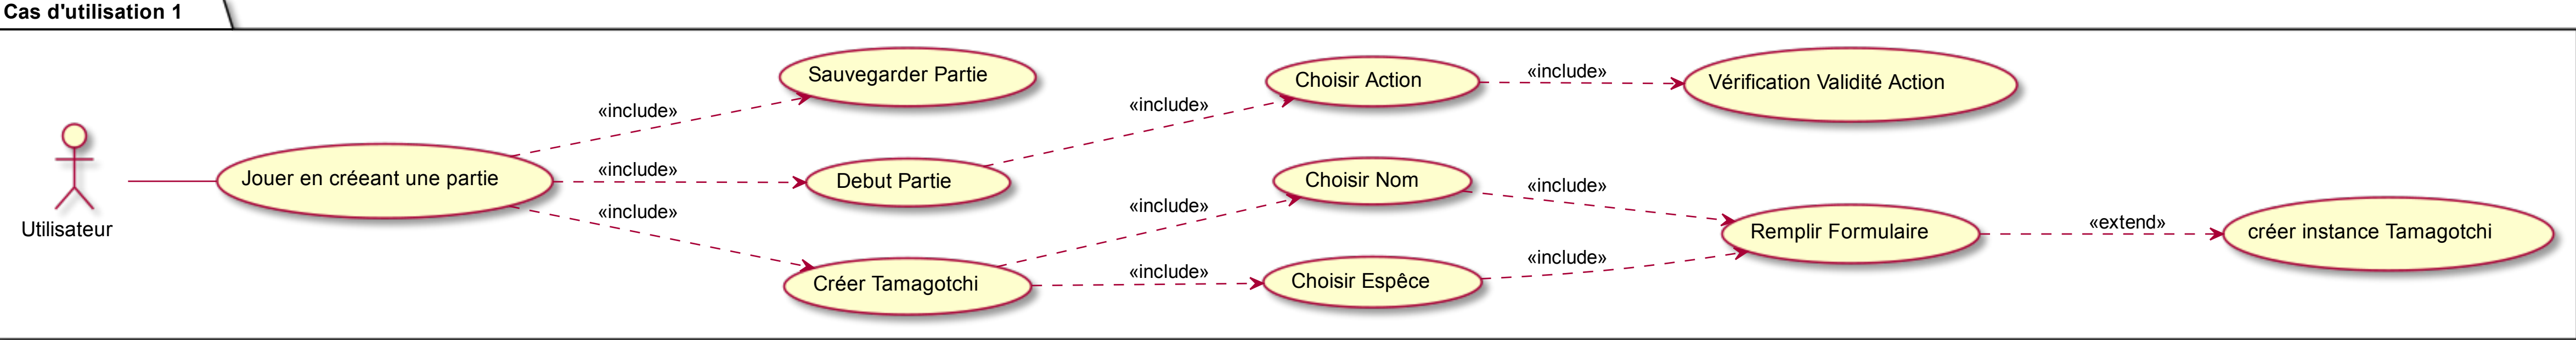 Cas d'utilisation 1
Sauvegarder Partie
Choisir Action
«include»
Vérification Validité Action
«include»
«include»
Utilisateur
Jouer en créeant une partie
«include»
Debut Partie
Choisir Nom
«include»
«include»
«include»
Remplir Formulaire
«extend»
créer instance Tamagotchi
Créer Tamagotchi
«include»
Choisir Espêce
«include»